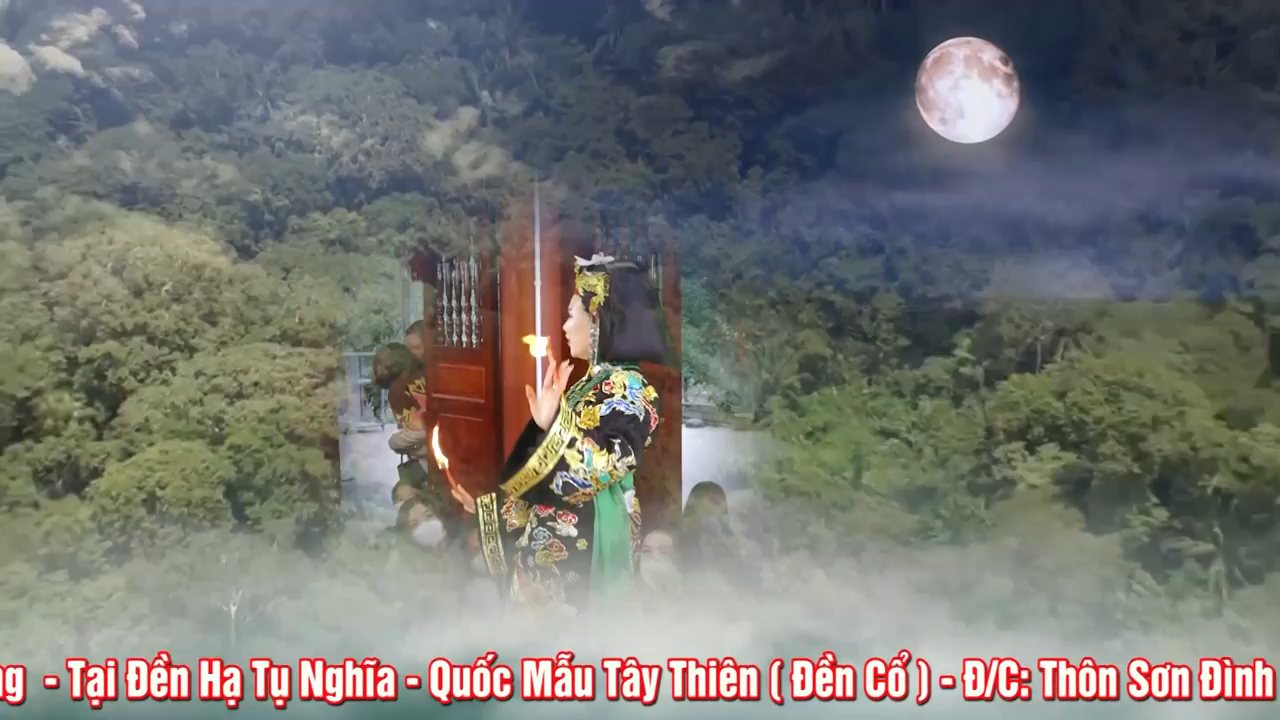 - Tại Đền Hạ Tụ Nghĩa - Quốc Mẫu Tây Thiên ( Đền Cổ ) - Đ/C: Thôn Sơn Đình